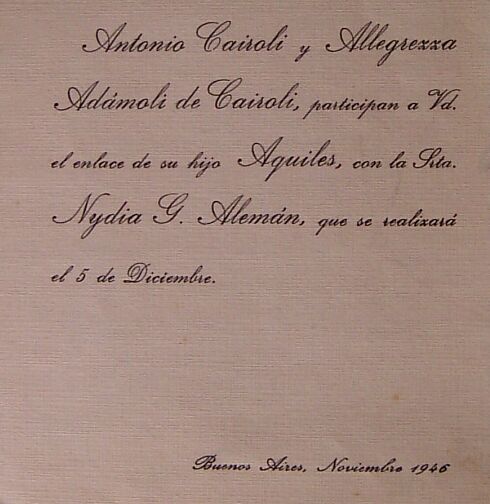 Antonio Cairoli y Allegrezza
Adámoli de Cairoli, participan a Vd.
el enlace de su hijo Aquiles, con la Srta.
Nydia G. Alemán, que se realizará
el 5 de Diciembre.
Buenos Aires, Noviembre 1946